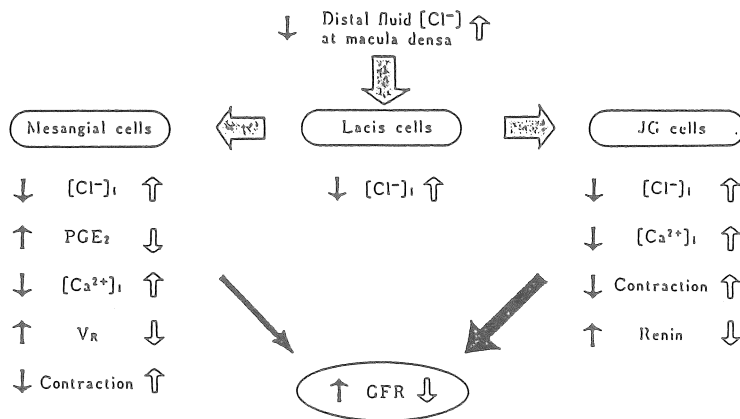 Distal fluid [Cl⁻]
at macula densa
Mesangial cells
Lacis cells
JG cells
[Cl⁻]ᵢ
PGE₂
[Ca²⁺]ᵢ
Vʀ
Contraction
[Cl⁻]ᵢ
[Cl⁻]ᵢ
[Ca²⁺]ᵢ
Contraction
Renin
GFR